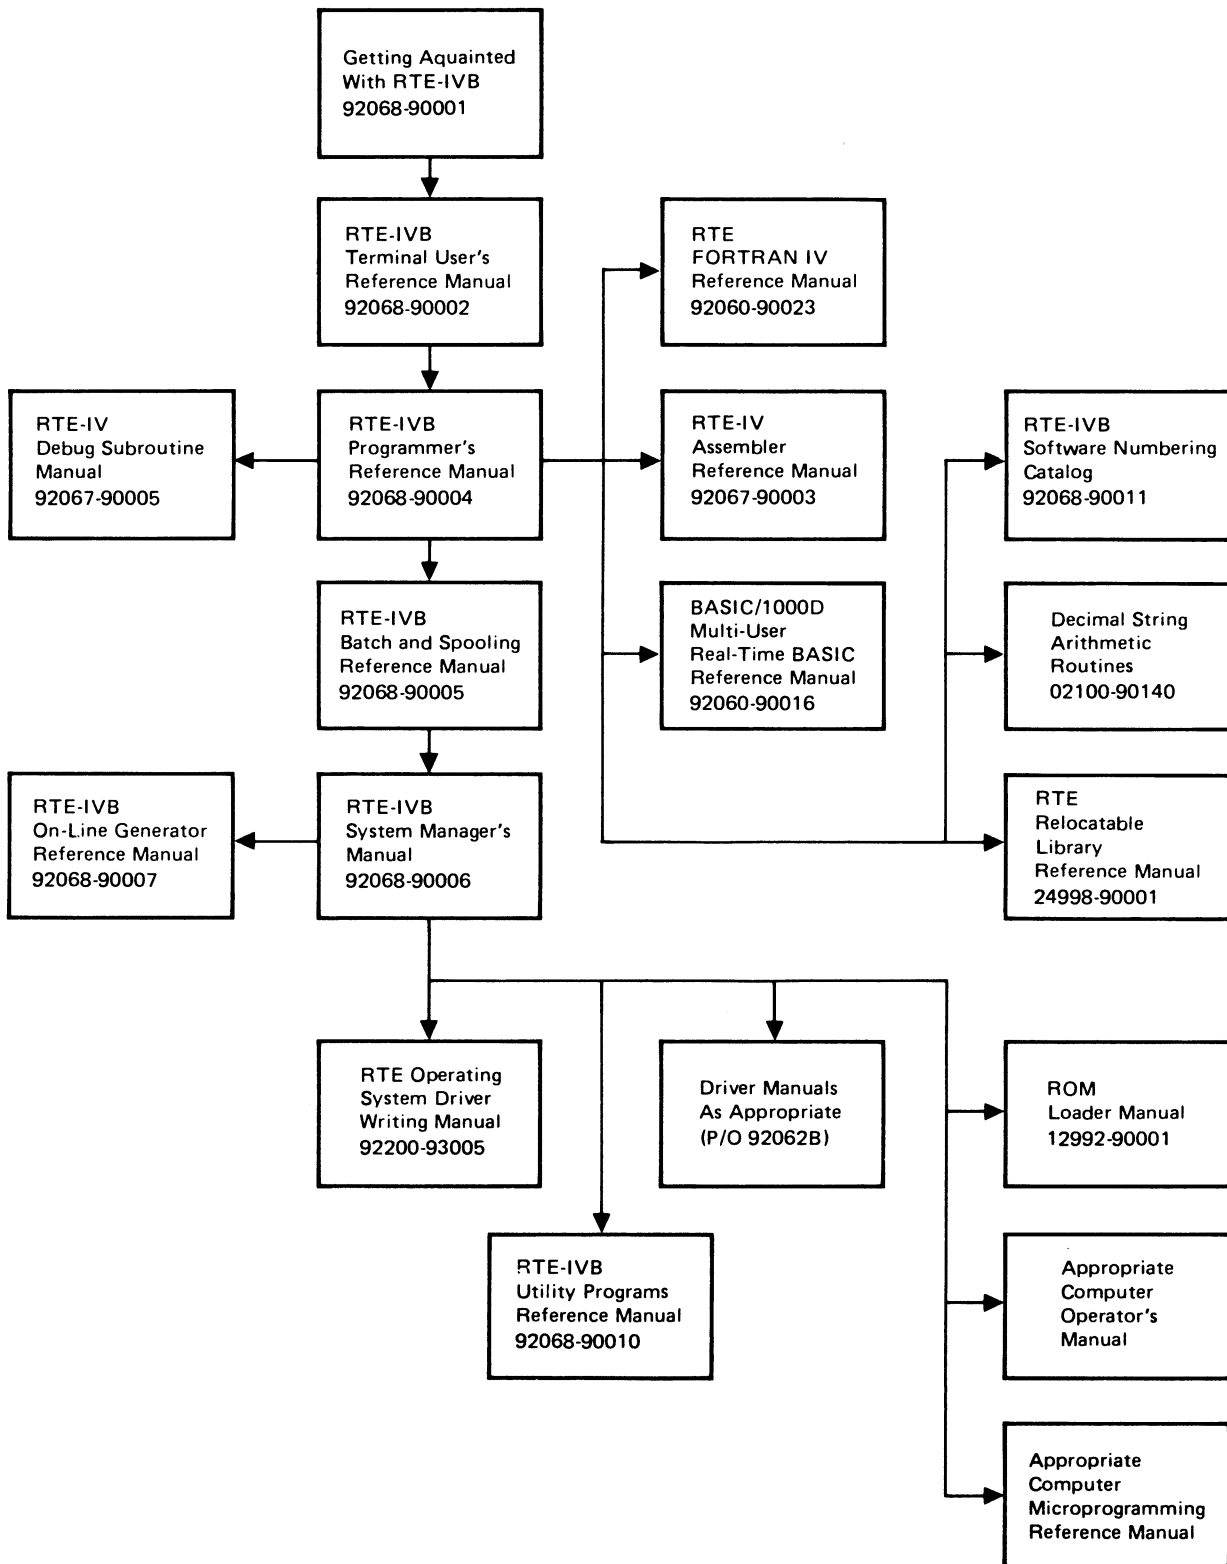 Getting Aquainted
With RTE-IVB
92068-90001
RTE-IVB
Terminal User's
Reference Manual
92068-90002
RTE
FORTRAN IV
Reference Manual
92060-90023
RTE-IV
Debug Subroutine
Manual
92067-90005
RTE-IVB
Programmer's
Reference Manual
92068-90004
RTE-IV
Assembler
Reference Manual
92067-90003
RTE-IVB
Software Numbering
Catalog
92068-90011
RTE-IVB
Batch and Spooling
Reference Manual
92068-90005
BASIC/1000D
Multi-User
Real-Time BASIC
Reference Manual
92060-90016
Decimal String
Arithmetic
Routines
02100-90140
RTE-IVB
On-Line Generator
Reference Manual
92068-90007
RTE-IVB
System Manager's
Manual
92068-90006
RTE
Relocatable
Library
Reference Manual
24998-90001
RTE Operating
System Driver
Writing Manual
92200-93005
Driver Manuals
As Appropriate
(P/O 92062B)
ROM
Loader Manual
12992-90001
RTE-IVB
Utility Programs
Reference Manual
92068-90010
Appropriate
Computer
Operator's
Manual
Appropriate
Computer
Microprogramming
Reference Manual